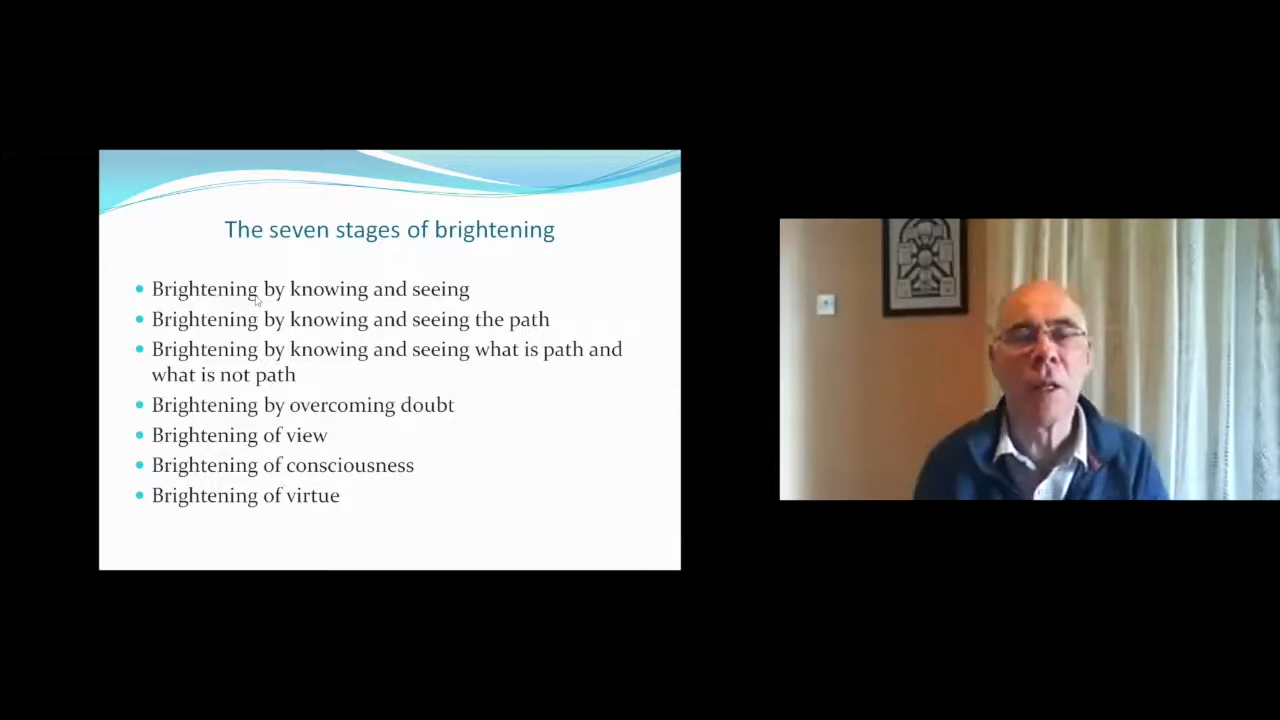 The seven stages of brightening
Brightening by knowing and seeing
Brightening by knowing and seeing the path
Brightening by knowing and seeing what is path and
what is not path
Brightening by overcoming doubt
Brightening of view
Brightening of consciousness
Brightening of virtue